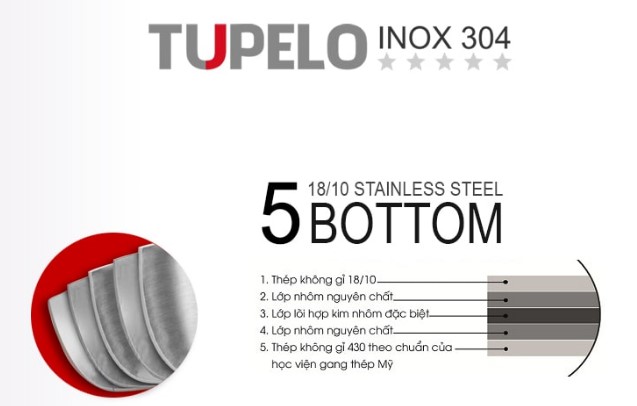 TUPELO INOX 304
5 18/10 STAINLESS STEEL
BOTTOM
1. Thép không gỉ 18/10
2. Lớp nhôm nguyên chất
3. Lớp lõi hợp kim nhôm đặc biệt
4. Lớp nhôm nguyên chất
5. Thép không gỉ 430 theo chuẩn của
học viện gang thép Mỹ